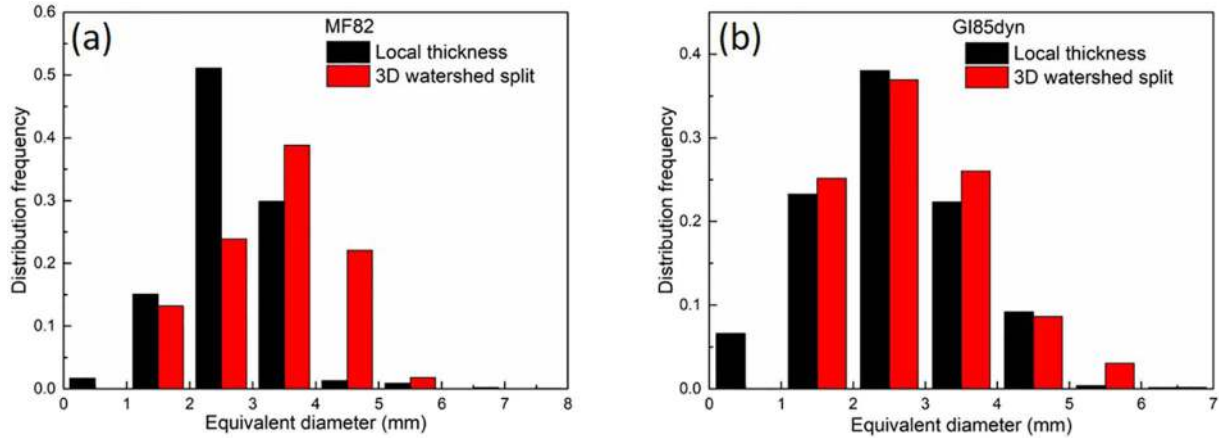 (a)
MF82
Local thickness
3D watershed split
Distribution frequency
0.6
0.5
0.4
0.3
0.2
0.1
0.0
0 1 2 3 4 5 6 7 8
Equivalent diameter (mm)
(b)
GI85dyn
Local thickness
3D watershed split
Distribution frequency
0.4
0.3
0.2
0.1
0.0
0 1 2 3 4 5 6 7
Equivalent diameter (mm)